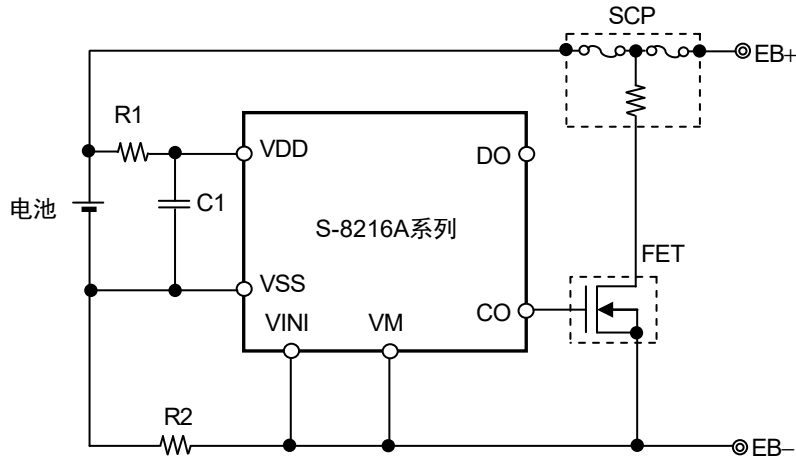 SCP
EB+
R1
VDD
DO
电池
C1
S-8216A系列
FET
VSS
CO
VINI
VM
R2
EB−